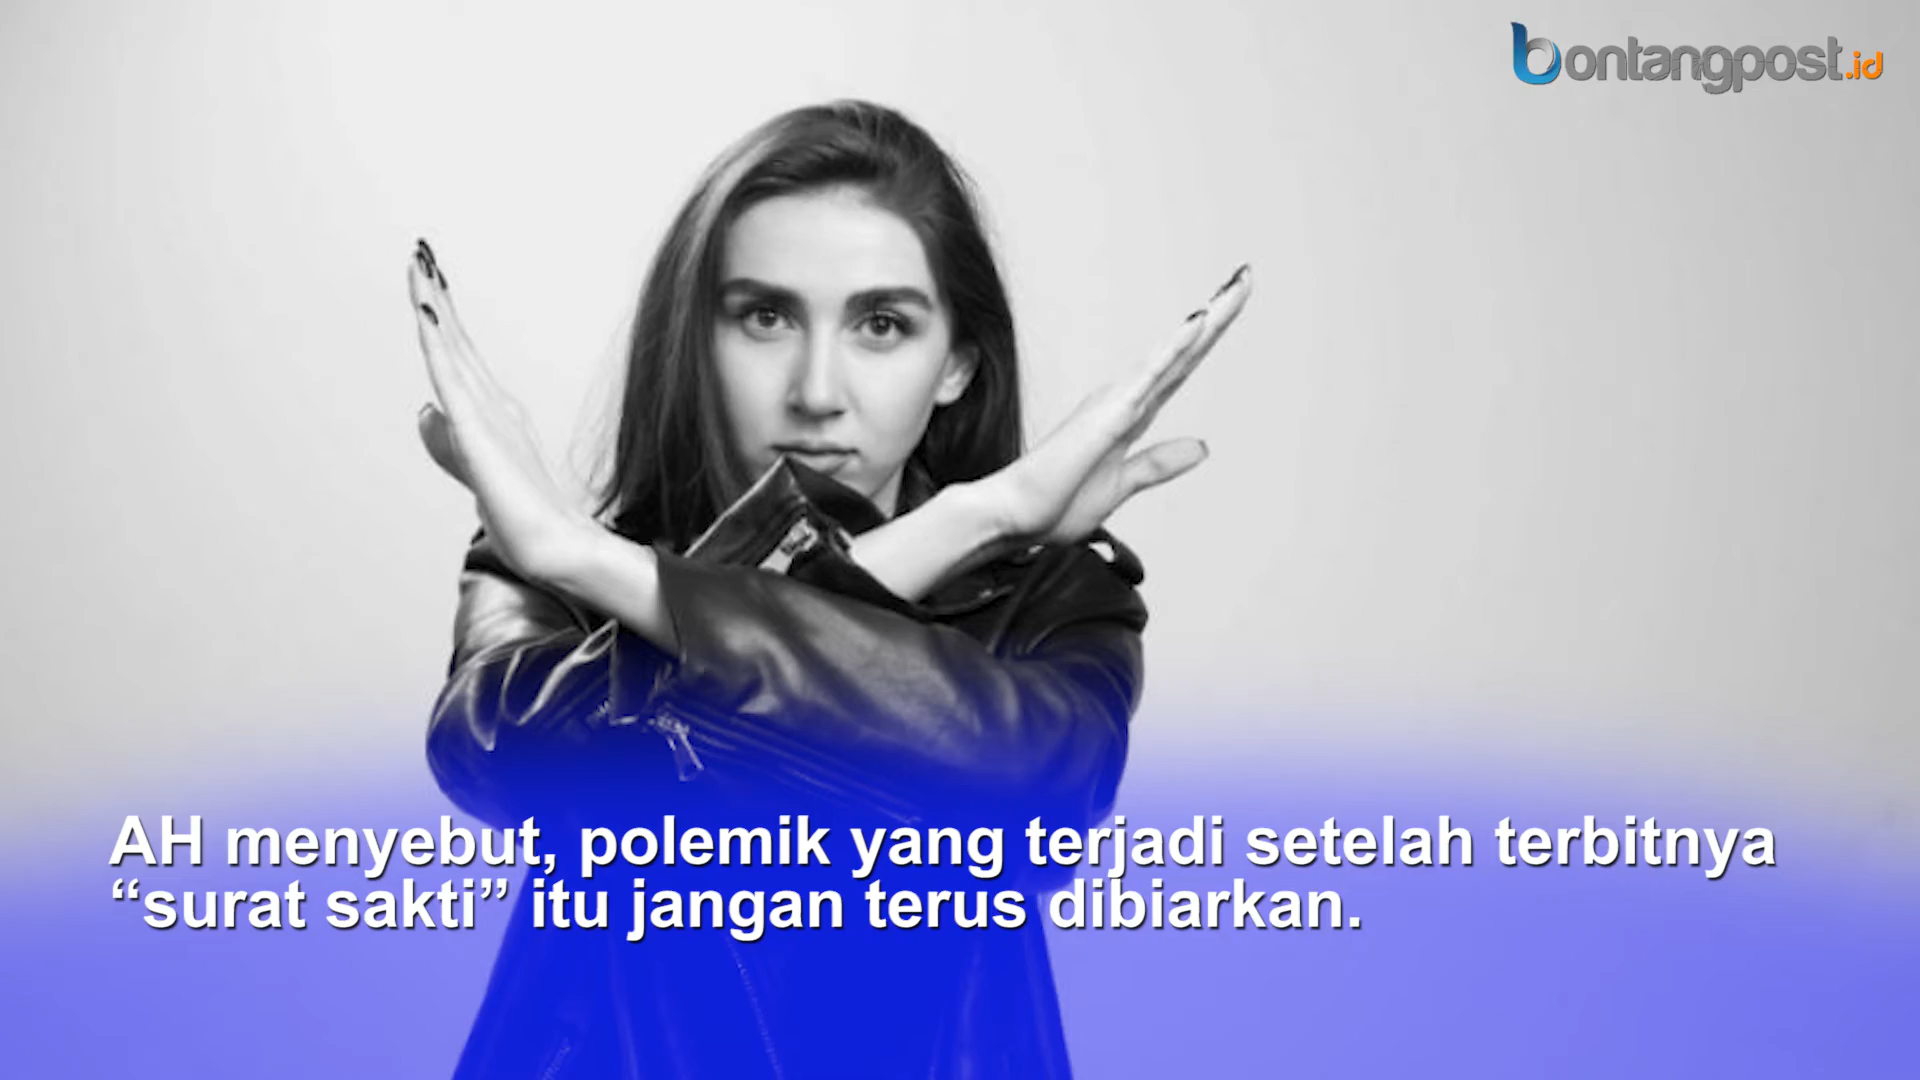 bontangpost.id
AH menyebut, polemik yang terjadi setelah terbitnya
“surat sakti” itu jangan terus dibiarkan.